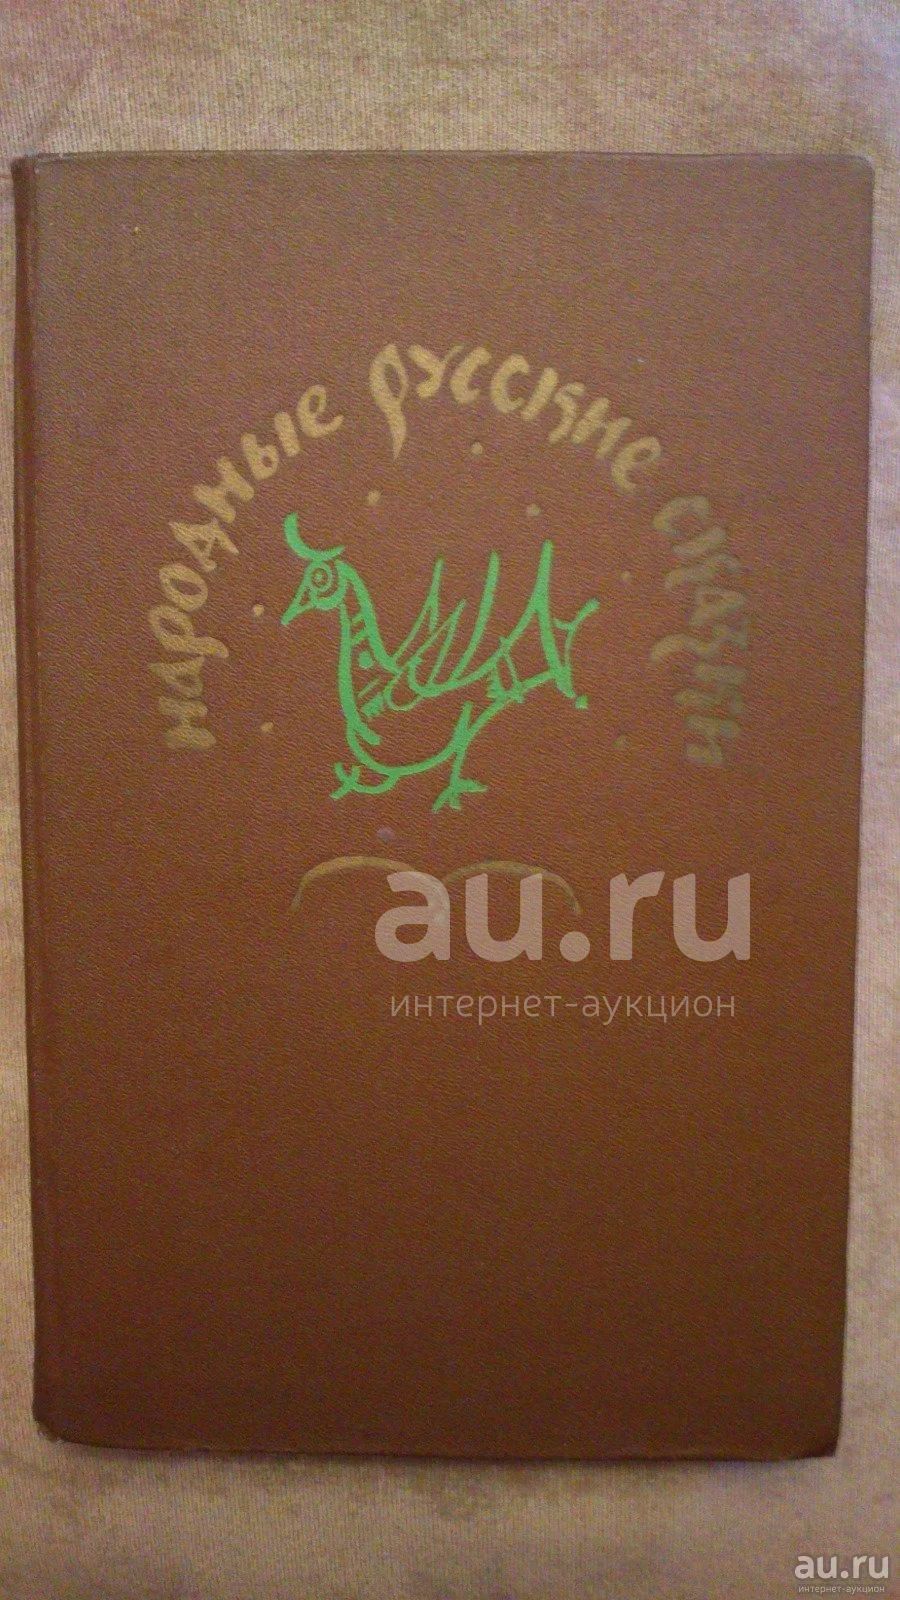 народные русские сказки
au.ru
интернет-аукцион
au.ru
интернет-аукцион